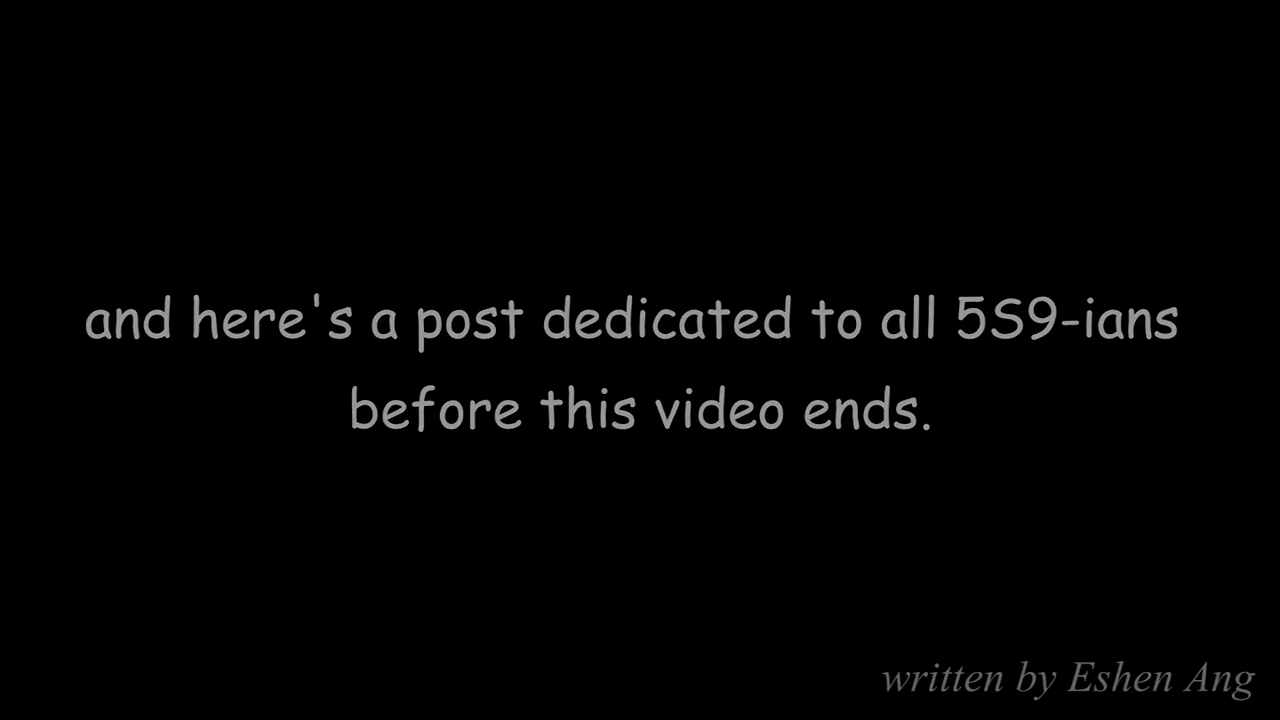 and here's a post dedicated to all 5S9-ians
before this video ends.
written by Eshen Ang